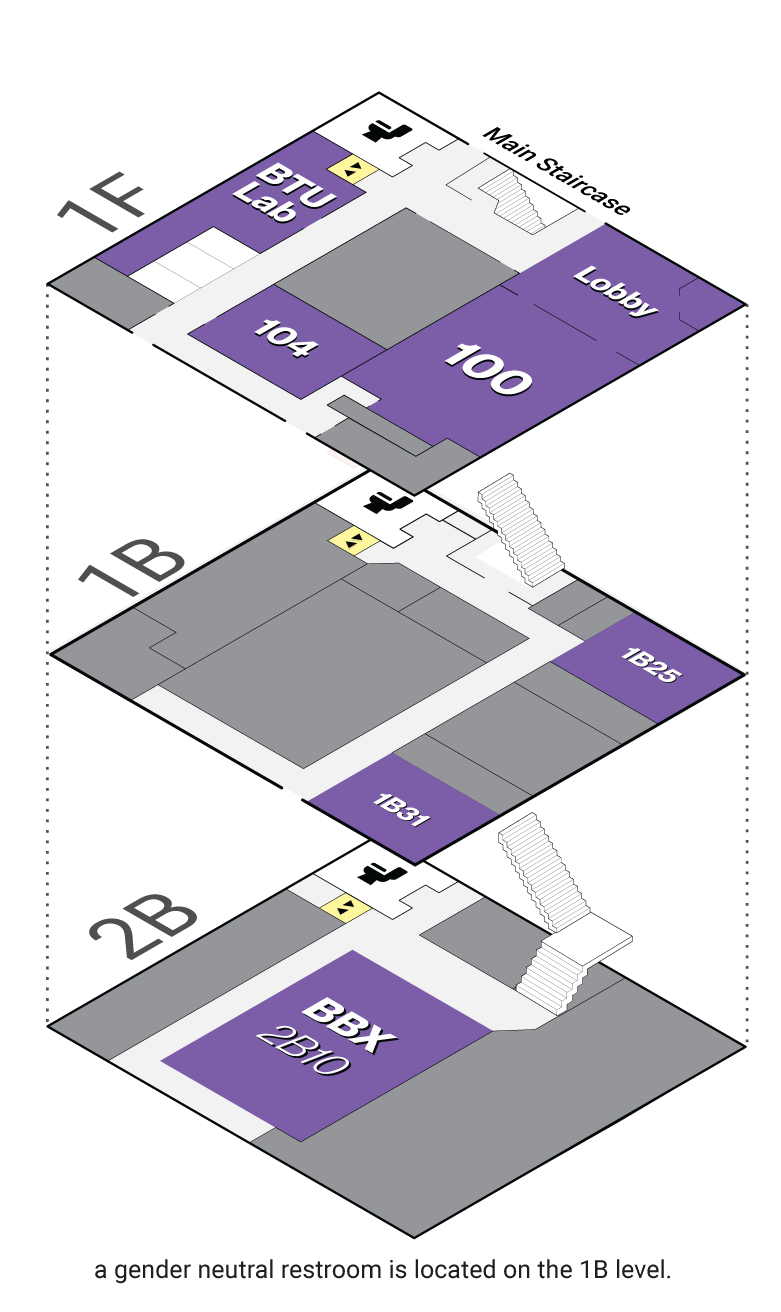 Main Staircase
1F
BTU
Lab
Lobby
104
100
1B
1B25
1B31
2B
BBX
2B10
a gender neutral restroom is located on the 1B level.